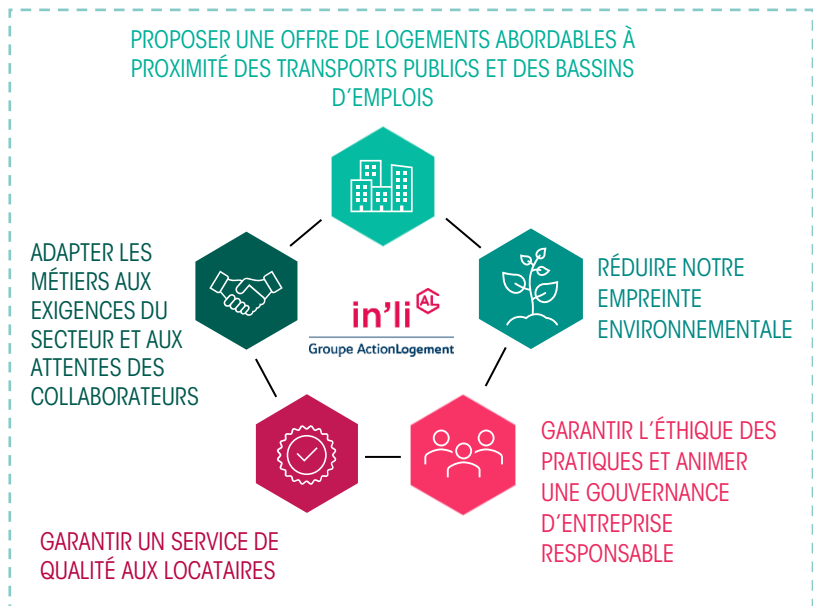 PROPOSER UNE OFFRE DE LOGEMENTS ABORDABLES À
PROXIMITÉ DES TRANSPORTS PUBLICS ET DES BASSINS
D'EMPLOIS
ADAPTER LES
MÉTIERS AUX
EXIGENCES DU
SECTEUR ET AUX
ATTENTES DES
COLLABORATEURS
in'li AL
Groupe ActionLogement
RÉDUIRE NOTRE
EMPREINTE
ENVIRONNEMENTALE
GARANTIR L'ÉTHIQUE DES
PRATIQUES ET ANIMER
UNE GOUVERNANCE
D'ENTREPRISE
RESPONSABLE
GARANTIR UN SERVICE DE
QUALITÉ AUX LOCATAIRES